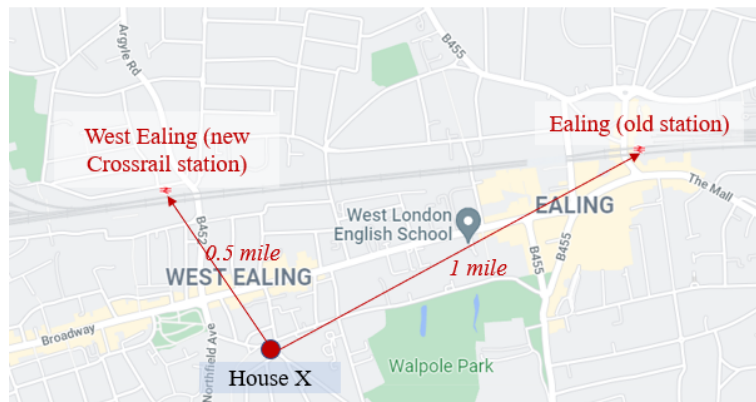 Argyle Rd
B455
B455
West Ealing (new
Crossrail station)
Ealing (old station)
The Mall
B452
West London
English School
EALING
0.5 mile
WEST EALING
1 mile
B455
B455
Broadway
Northfield Ave
House X
Walpole Park